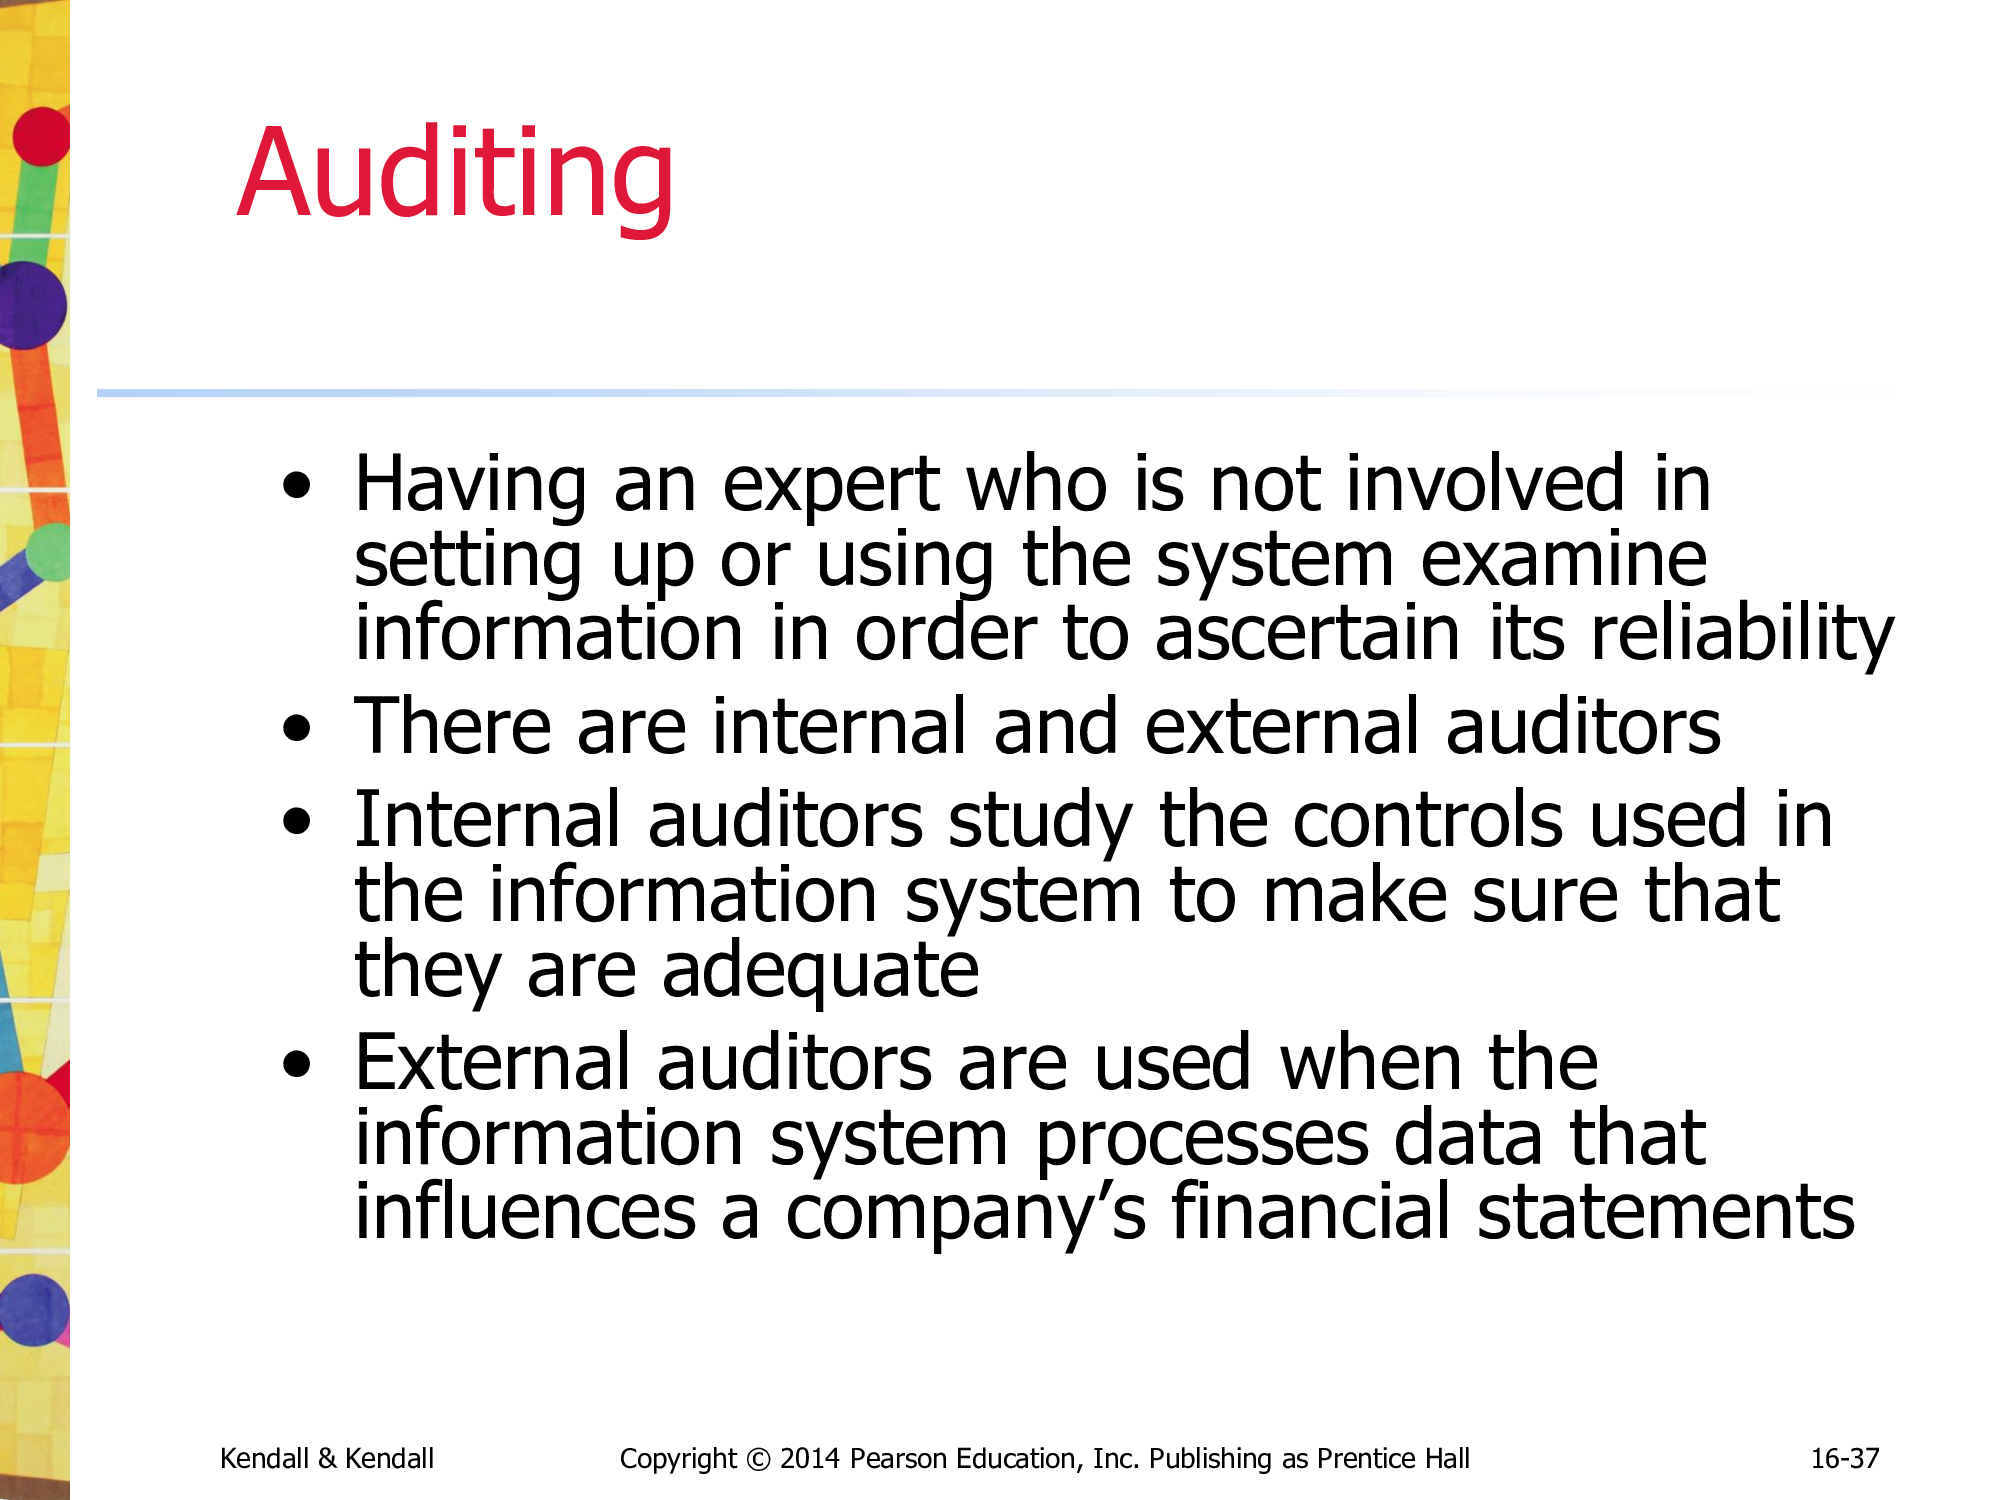 Auditing
• Having an expert who is not involved in
setting up or using the system examine
information in order to ascertain its reliability
• There are internal and external auditors
• Internal auditors study the controls used in
the information system to make sure that
they are adequate
• External auditors are used when the
information system processes data that
influences a company’s financial statements
Kendall & Kendall Copyright © 2014 Pearson Education, Inc. Publishing as Prentice Hall 16-37